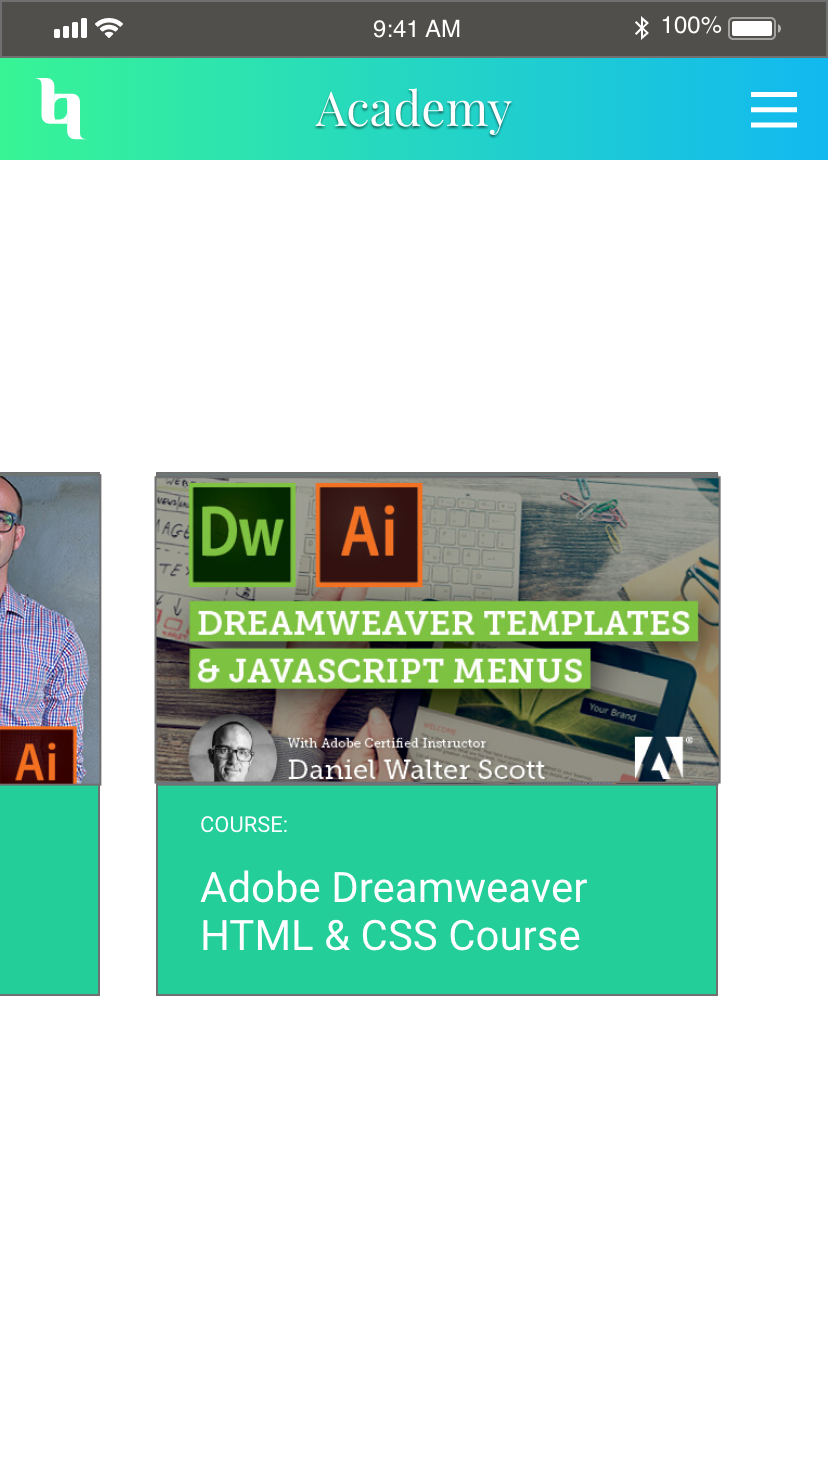 9:41 AM
100%
Academy
Ai
Dw
Ai
DREAMWEAVER TEMPLATES
& JAVASCRIPT MENUS
Your Brand
WELCOME
With Adobe Certified Instructor
Daniel Walter Scott
COURSE:
Adobe Dreamweaver
HTML & CSS Course